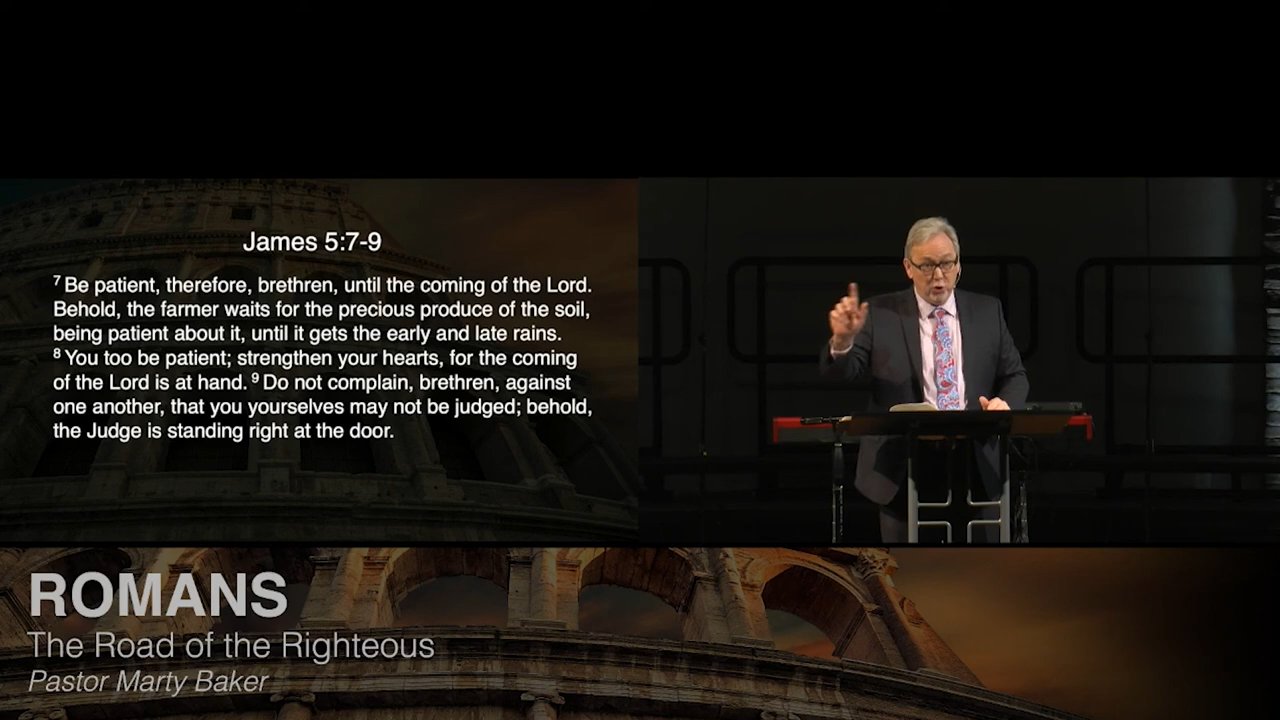 James 5:7-9
7 Be patient, therefore, brethren, until the coming of the Lord.
Behold, the farmer waits for the precious produce of the soil,
being patient about it, until it gets the early and late rains.
8 You too be patient; strengthen your hearts, for the coming
of the Lord is at hand. 9 Do not complain, brethren, against
one another, that you yourselves may not be judged; behold,
the Judge is standing right at the door.
ROMANS
The Road of the Righteous
Pastor Marty Baker